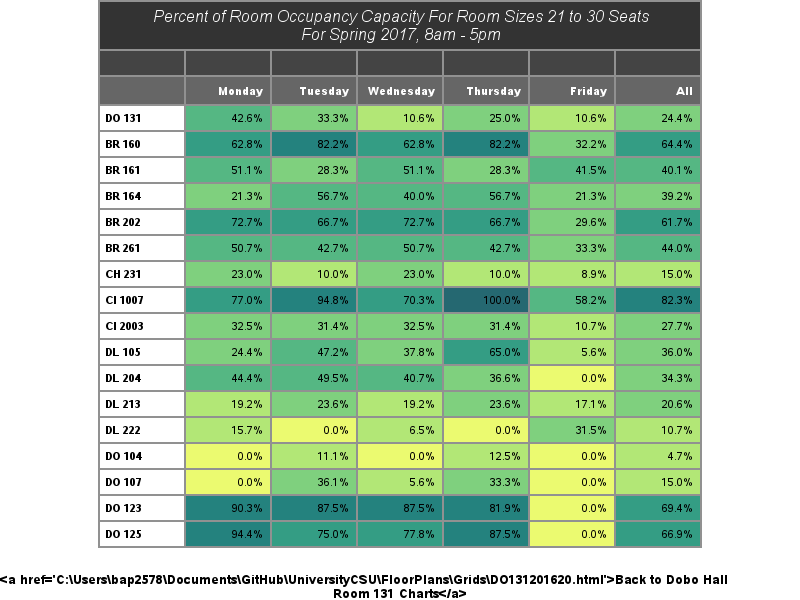 Percent of Room Occupancy Capacity For Room Sizes 21 to 30 Seats
For Spring 2017, 8am - 5pm
Monday Tuesday Wednesday Thursday Friday All
DO 131 42.6% 33.3% 10.6% 25.0% 10.6% 24.4%
BR 160 62.8% 82.2% 62.8% 82.2% 32.2% 64.4%
BR 161 51.1% 28.3% 51.1% 28.3% 41.5% 40.1%
BR 164 21.3% 56.7% 40.0% 56.7% 21.3% 39.2%
BR 202 72.7% 66.7% 72.7% 66.7% 29.6% 61.7%
BR 261 50.7% 42.7% 50.7% 42.7% 33.3% 44.0%
CH 231 23.0% 10.0% 23.0% 10.0% 8.9% 15.0%
CI 1007 77.0% 94.8% 70.3% 100.0% 58.2% 82.3%
CI 2003 32.5% 31.4% 32.5% 31.4% 10.7% 27.7%
DL 105 24.4% 47.2% 37.8% 65.0% 5.6% 36.0%
DL 204 44.4% 49.5% 40.7% 36.6% 0.0% 34.3%
DL 213 19.2% 23.6% 19.2% 23.6% 17.1% 20.6%
DL 222 15.7% 0.0% 6.5% 0.0% 31.5% 10.7%
DO 104 0.0% 11.1% 0.0% 12.5% 0.0% 4.7%
DO 107 0.0% 36.1% 5.6% 33.3% 0.0% 15.0%
DO 123 90.3% 87.5% 87.5% 81.9% 0.0% 69.4%
DO 125 94.4% 75.0% 77.8% 87.5% 0.0% 66.9%
<a href='C:\Users\bap2578\Documents\GitHub\UniversityCSU\FloorPlans\Grids\DO131201620.html'>Back to Dobo Hall
Room 131 Charts</a>